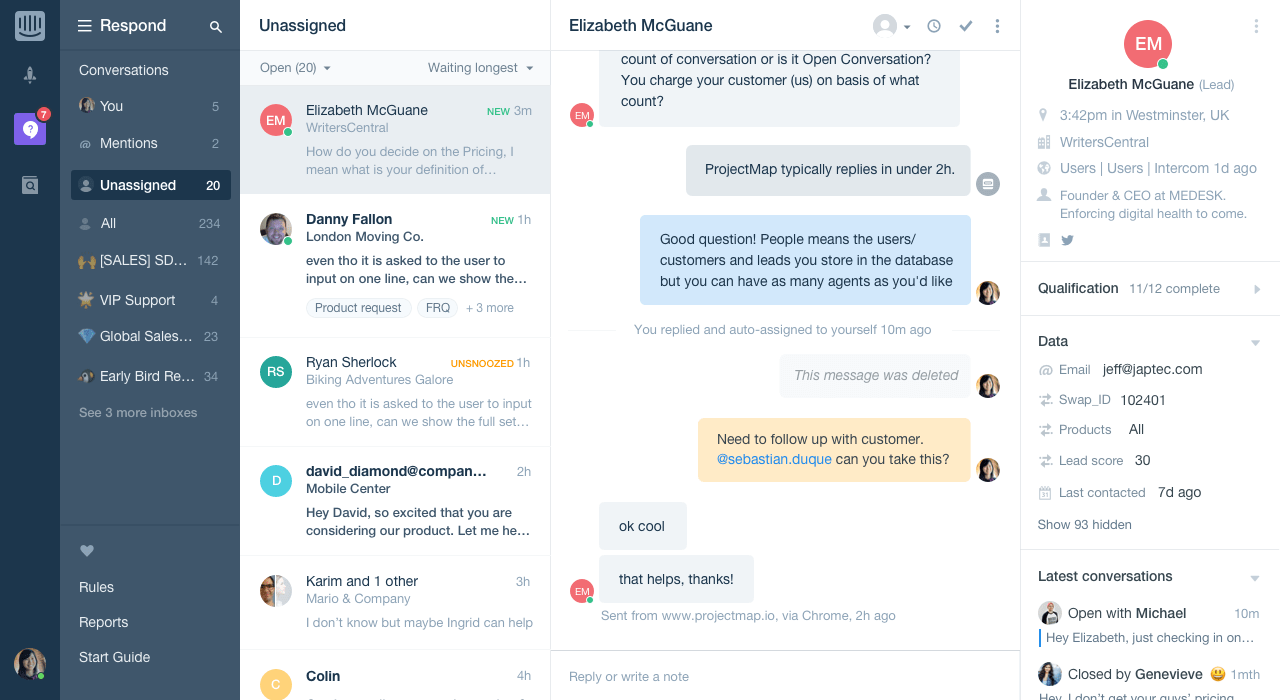 7
Respond
Conversations
You 5
@ Mentions 2
Unassigned 20
All 234
[SALES] SD… 142
VIP Support 4
Global Sales… 23
Early Bird Re… 34
See 3 more inboxes
Rules
Reports
Start Guide
Unassigned
Open (20) Waiting longest
EM Elizabeth McGuane NEW 3m
WritersCentral
How do you decide on the Pricing, I
mean what is your definition of…
Danny Fallon NEW 1h
London Moving Co.
even tho it is asked to the user to
input on one line, can we show the…
Product request FRQ + 3 more
RS Ryan Sherlock UNSNOOZED 1h
Biking Adventures Galore
even tho it is asked to the user to input
on one line, can we show the full set…
D david_diamond@compan… 2h
Mobile Center
Hey David, so excited that you are
considering our product. Let me he…
Karim and 1 other 3h
Mario & Company
I don’t know but maybe Ingrid can help
C Colin 4h
Elizabeth McGuane
count of conversation or is it Open Conversation?
You charge your customer (us) on basis of what
count?
EM
ProjectMap typically replies in under 2h.
Good question! People means the users/
customers and leads you store in the database
but you can have as many agents as you'd like
You replied and auto-assigned to yourself 10m ago
This message was deleted
Need to follow up with customer.
@sebastian.duque can you take this?
ok cool
that helps, thanks!
EM
Sent from www.projectmap.io, via Chrome, 2h ago
Reply or write a note
EM
Elizabeth McGuane (Lead)
3:42pm in Westminster, UK
WritersCentral
Users | Users | Intercom 1d ago
Founder & CEO at MEDESK.
Enforcing digital health to come.
Qualification 11/12 complete
Data
@ Email jeff@japtec.com
Swap_ID 102401
Products All
Lead score 30
31 Last contacted 7d ago
Show 93 hidden
Latest conversations
Open with Michael 10m
Hey Elizabeth, just checking in on…
Closed by Genevieve 😃 1mth
Hey, I don’t get your guys’ pricing